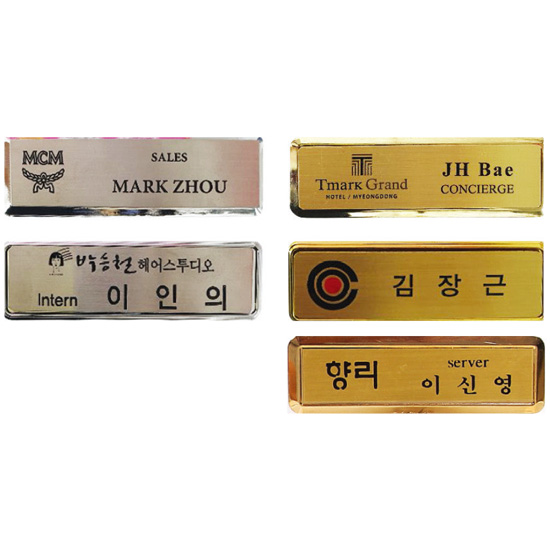 MCM
SALES
MARK ZHOU
박승철 헤어스투디오
Intern 이 인 의
Tmark Grand
HOTEL / MYEONGDONG
JH Bae
CONCIERGE
김 장 근
향리
server
이 신 영